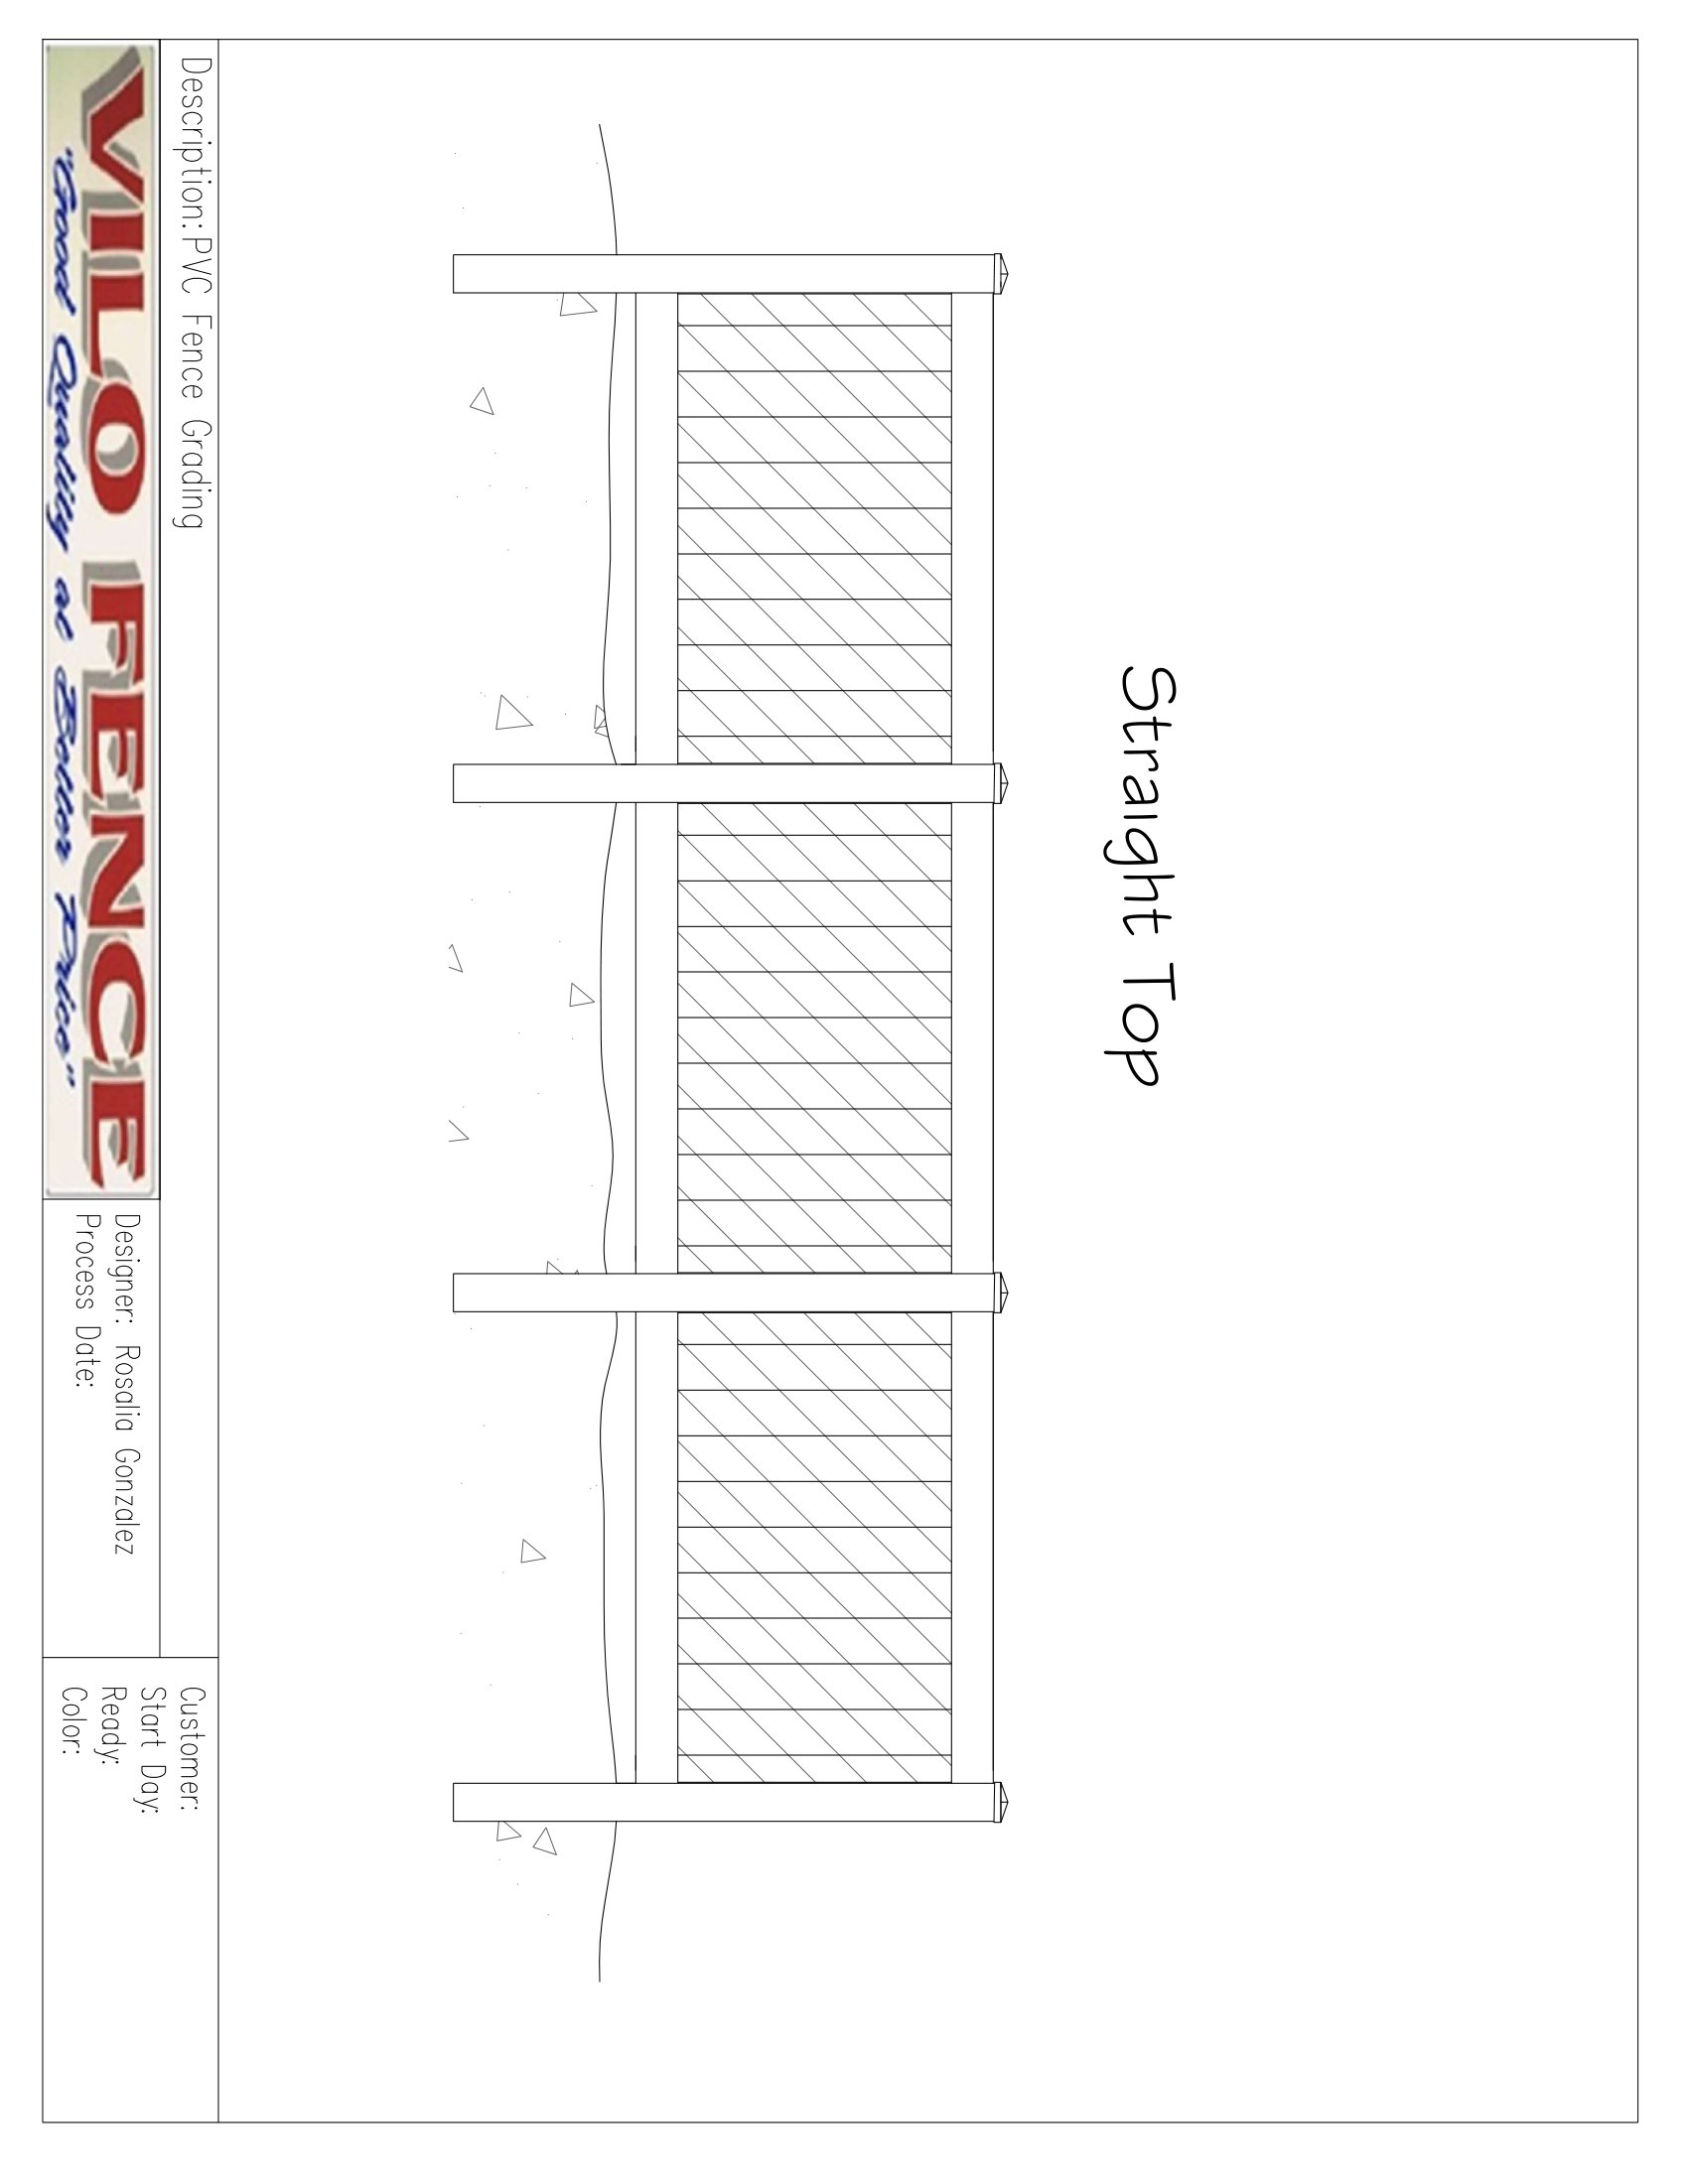 Straight Top
Description:PVC Fence Grading
VILO FENCE
"Good Quality at Better Price"
Designer: Rosalia Gonzalez
Process Date:
Customer:
Start Day:
Ready:
Color: